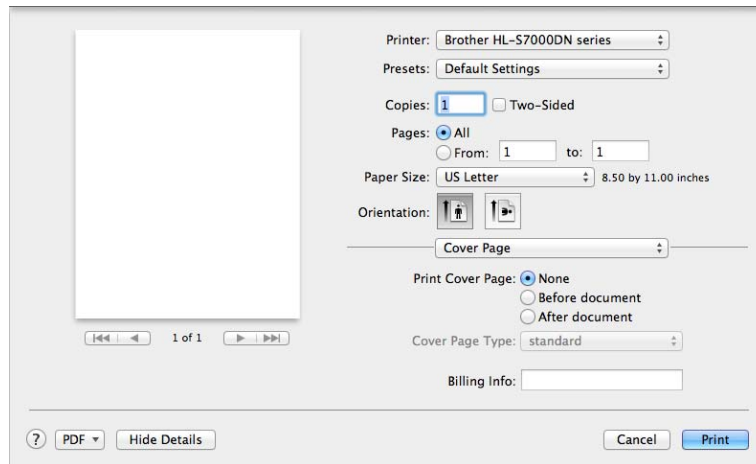 Printer: Brother HL-S7000DN series
Presets: Default Settings
Copies: 1 Two-Sided
Pages: All
From: 1 to: 1
Paper Size: US Letter 8.50 by 11.00 inches
Orientation:
Cover Page
Print Cover Page: None
Before document
After document
1 of 1
Cover Page Type: standard
Billing Info:
? PDF Hide Details Cancel Print